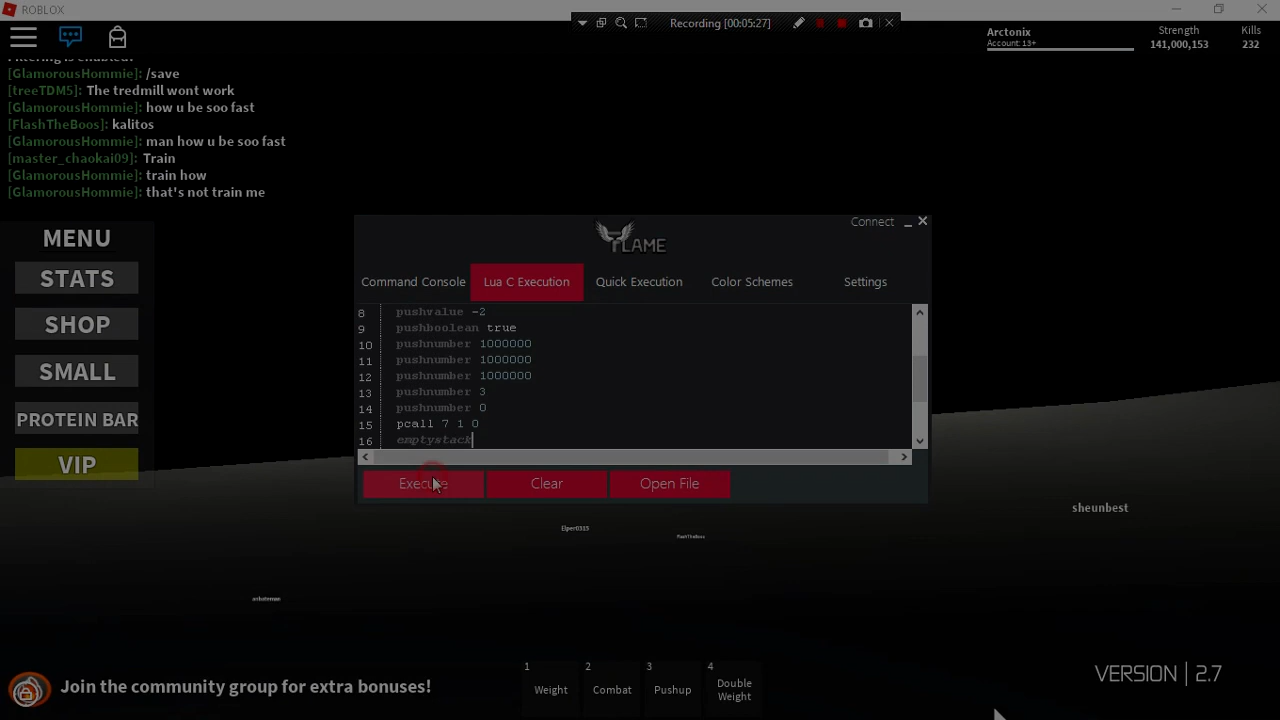 ROBLOX
Recording [00:05:27]
Arctonix
Account: 13+
Strength
141,000,153
Kills
232
Filtering is enabled.
[GlamorousHommie]: /save
[treeTDM5]: The tredmill wont work
[GlamorousHommie]: how u be soo fast
[FlashTheBoos]: kalitos
[GlamorousHommie]: man how u be soo fast
[master_chaokai09]: Train
[GlamorousHommie]: train how
[GlamorousHommie]: that's not train me
MENU
STATS
SHOP
SMALL
PROTEIN BAR
VIP
Connect
FLAME
Command Console
Lua C Execution
Quick Execution
Color Schemes
Settings
8 pushvalue -2
9 pushboolean true
10 pushnumber 1000000
11 pushnumber 1000000
12 pushnumber 1000000
13 pushnumber 3
14 pushnumber 0
15 pcall 7 1 0
16 emptystack
Execute
Clear
Open File
sheunbest
Elper0315
FlashTheBoos
Join the community group for extra bonuses!
1 Weight
2 Combat
3 Pushup
4 Double
Weight
VERSION | 2.7